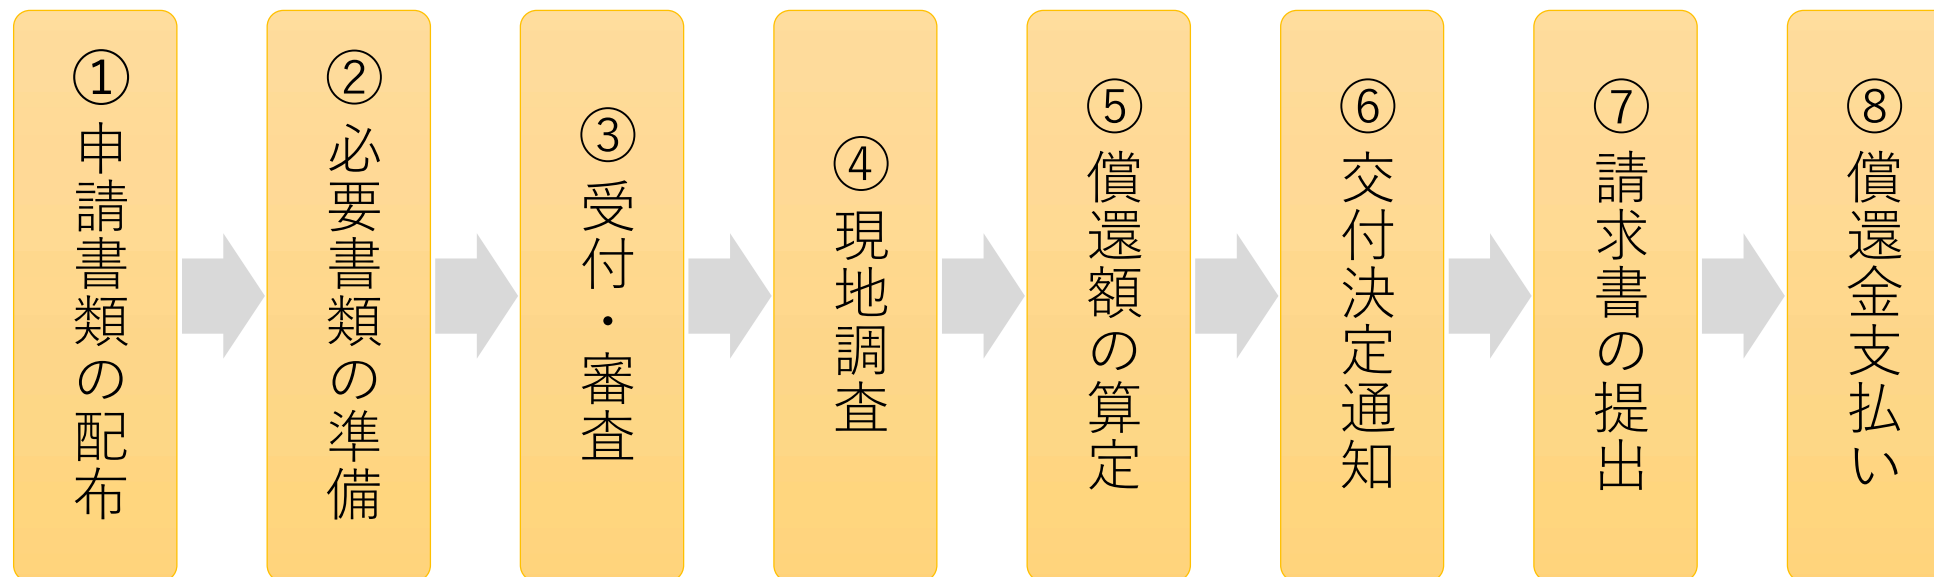 ①申請書類の配布
②必要書類の準備
③受付・審査
④現地調査
⑤償還額の算定
⑥交付決定通知
⑦請求書の提出
⑧償還金支払い